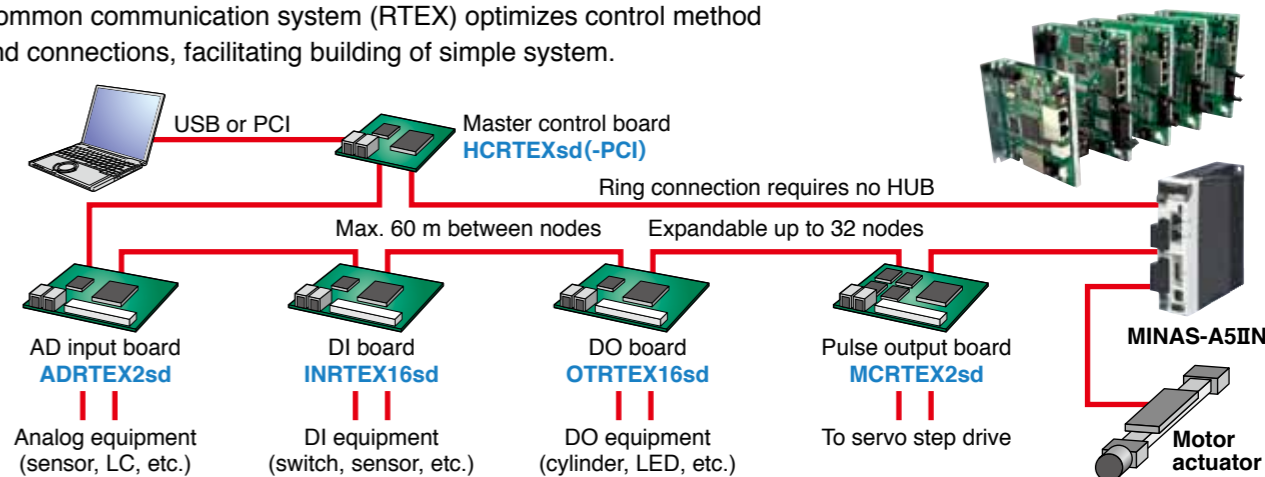 ommon communication system (RTEX) optimizes control method
nd connections, facilitating building of simple system.
USB or PCI
Master control board
HCRTEXsd(-PCI)
Ring connection requires no HUB
Max. 60 m between nodes
Expandable up to 32 nodes
AD input board
ADRTEX2sd
DI board
INRTEX16sd
DO board
OTRTEX16sd
Pulse output board
MCRTEX2sd
MINAS-A5ⅡN
Analog equipment
(sensor, LC, etc.)
DI equipment
(switch, sensor, etc.)
DO equipment
(cylinder, LED, etc.)
To servo step drive
Motor
actuator